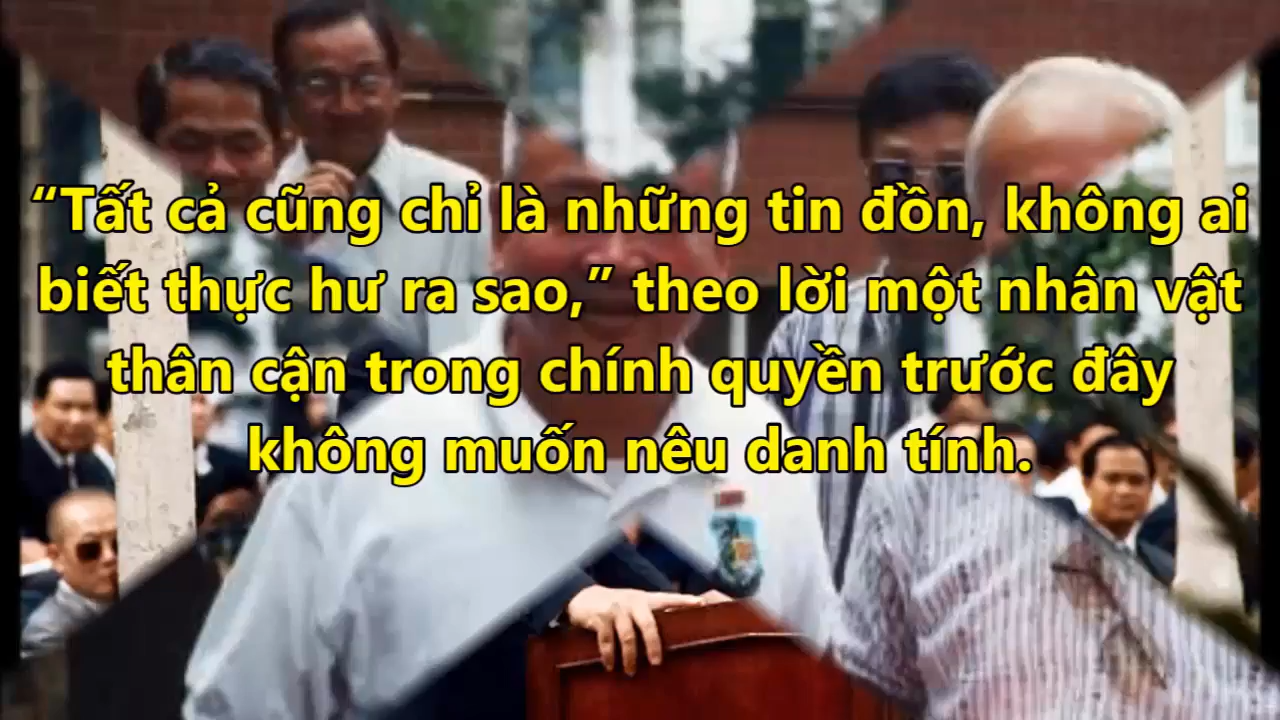 “Tất cả cũng chỉ là những tin đồn, không ai
biết thực hư ra sao,” theo lời một nhân vật
thân cận trong chính quyền trước đây
không muốn nêu danh tính.